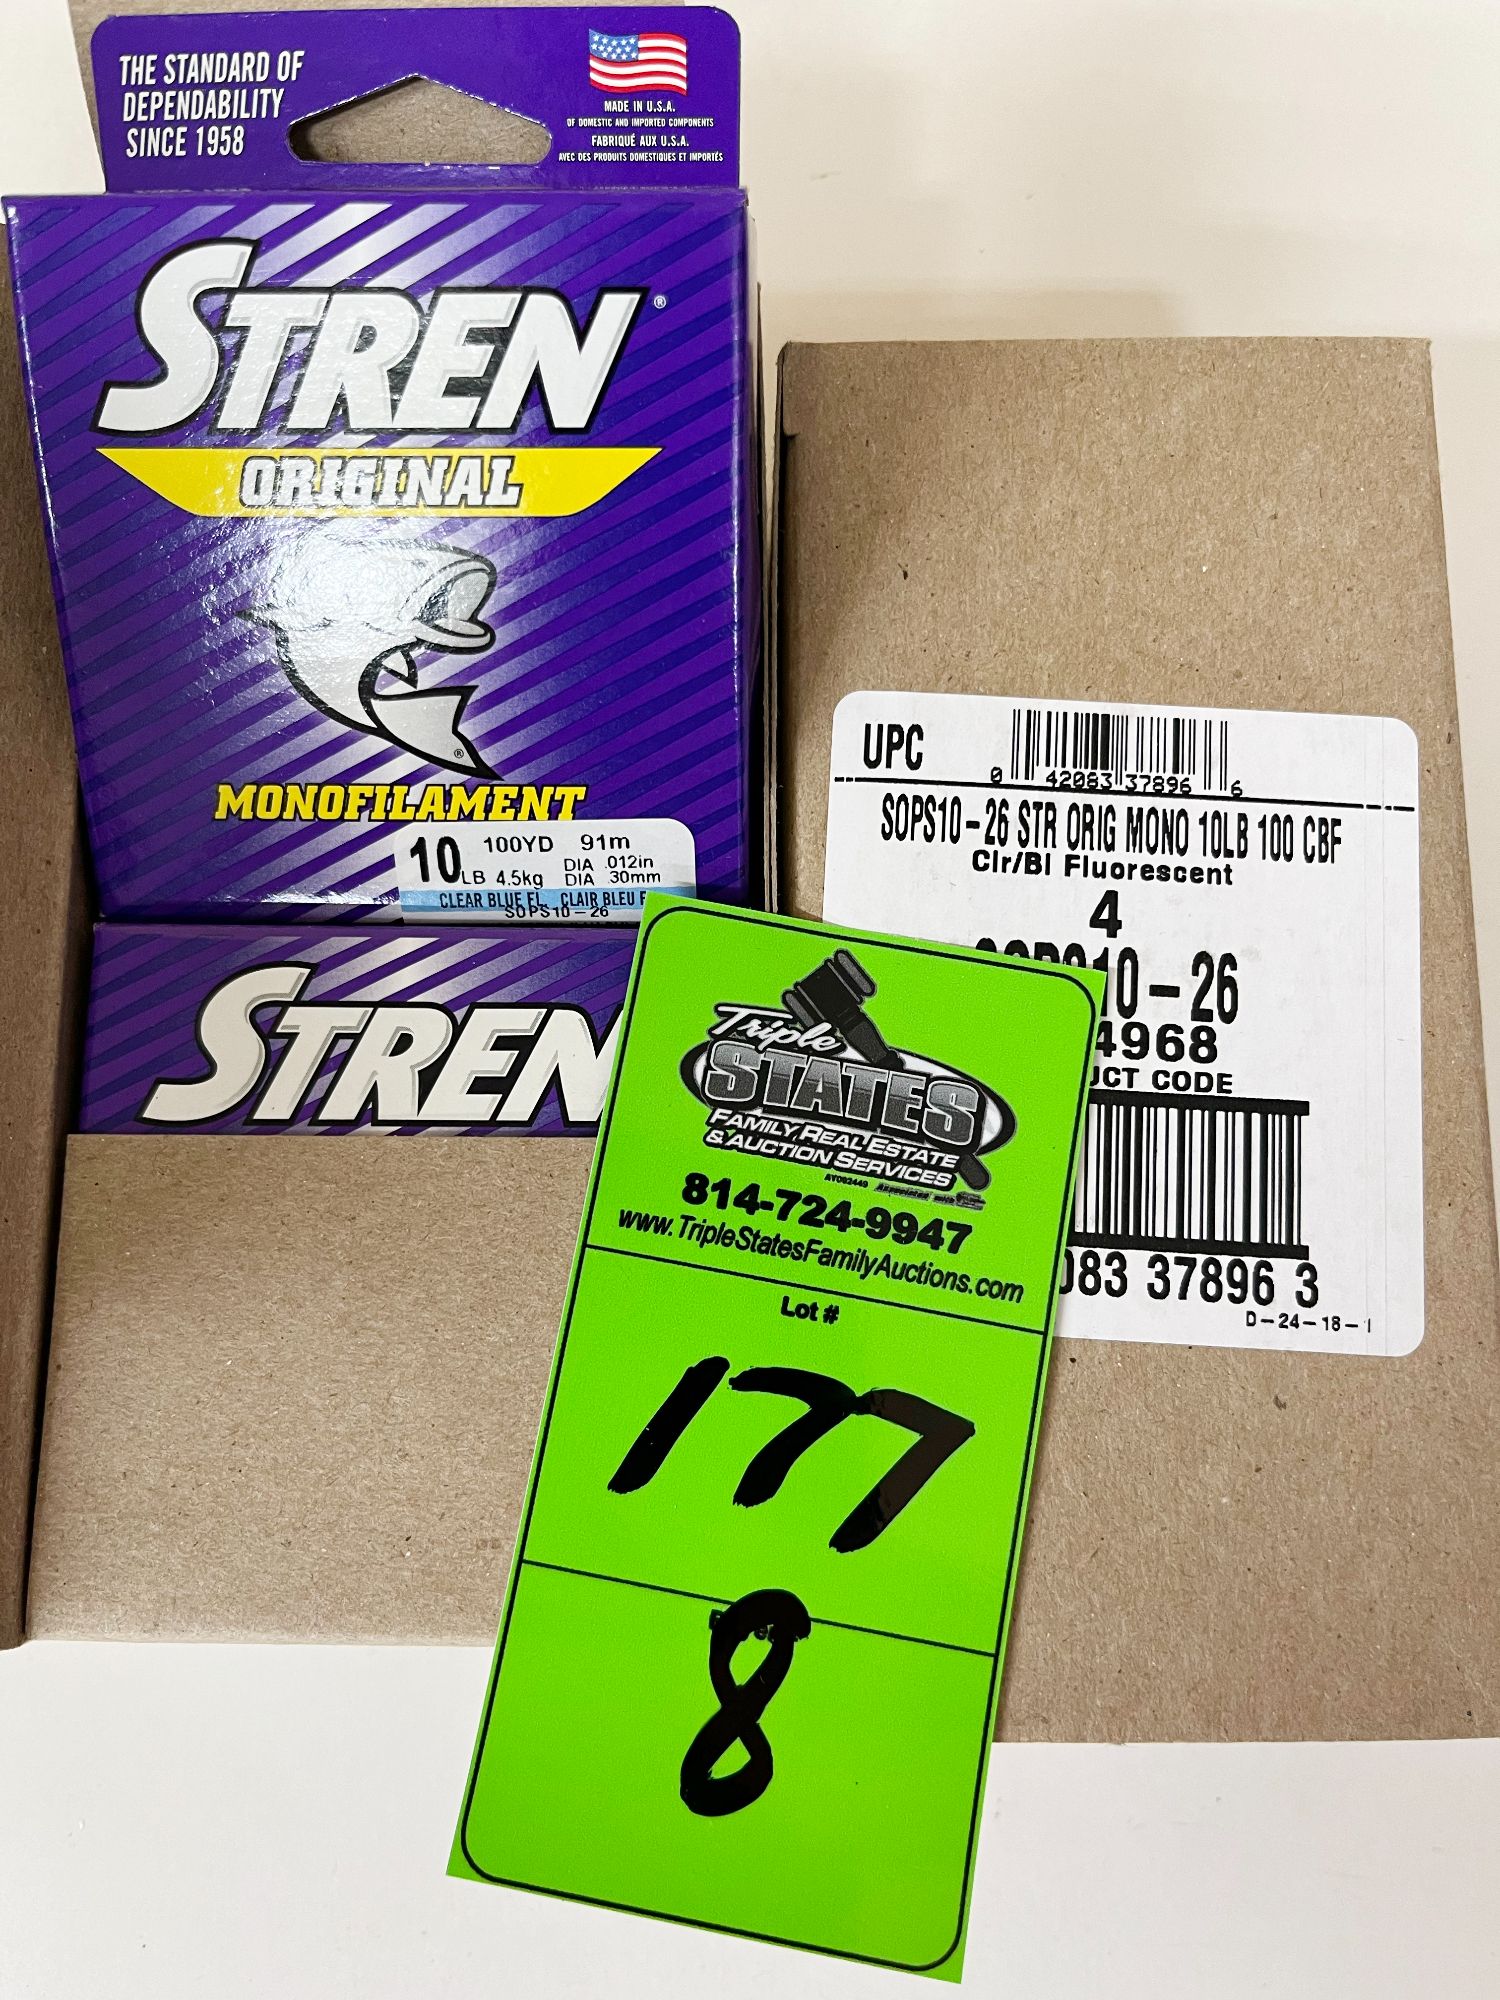 THE STANDARD OF
DEPENDABILITY
SINCE 1958
MADE IN U.S.A.
OF DOMESTIC AND IMPORTED COMPONENTS
FABRIQUÉ AUX U.S.A.
AVEC DES PRODUITS DOMESTIQUES ET IMPORTÉS
STREN®
ORIGINAL
®
MONOFILAMENT
100YD 91m
10LB 4.5kg
DIA .012in
DIA 30mm
CLEAR BLUE FL. CLAIR BLEU F
SOPS10-26
STREN
UPC
0 42083 37896 6
SOPS10-26 STR ORIG MONO 10LB 100 CBF
Clr/Bl Fluorescent
4
10-26
4968
CODE
083 37896 3
D-24-18-1
Triple
STATES
FAMILY REAL ESTATE
& AUCTION SERVICES
AY002449
814-724-9947
www.TripleStatesFamilyAuctions.com
Lot #
177
8